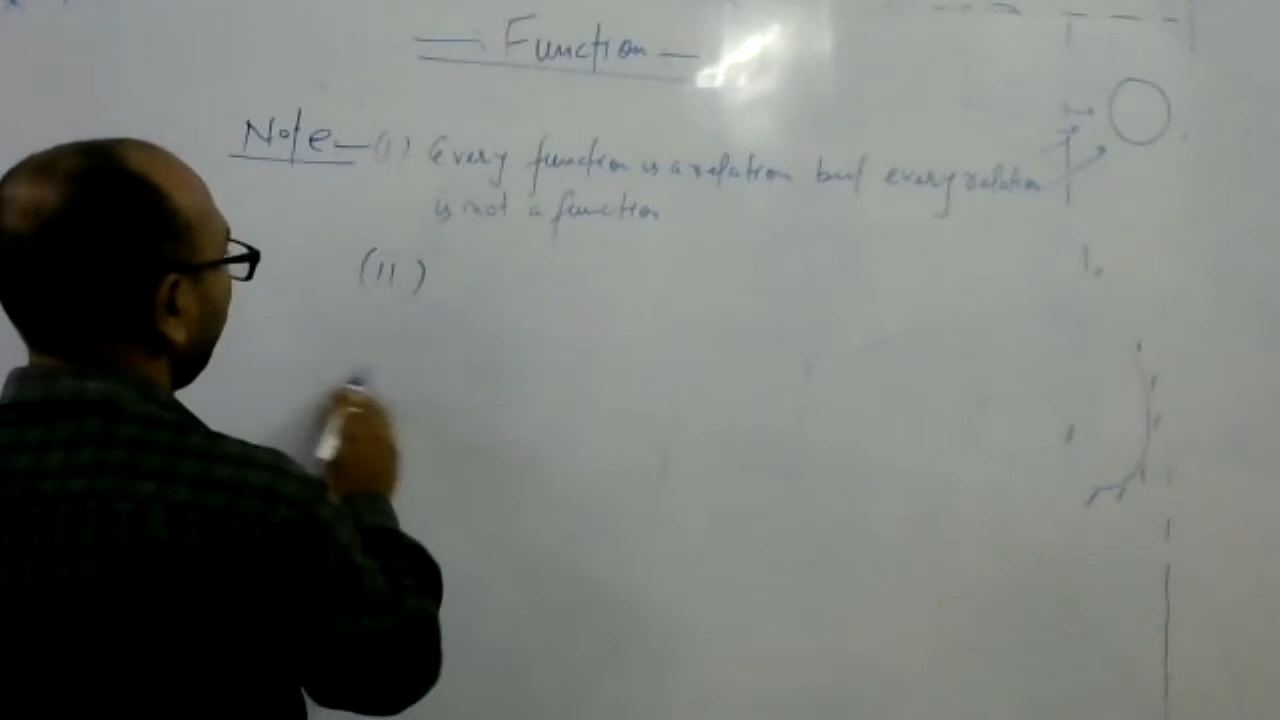 Function
Note - (i) Every function is a relation but every relation
is not a function
(ii)